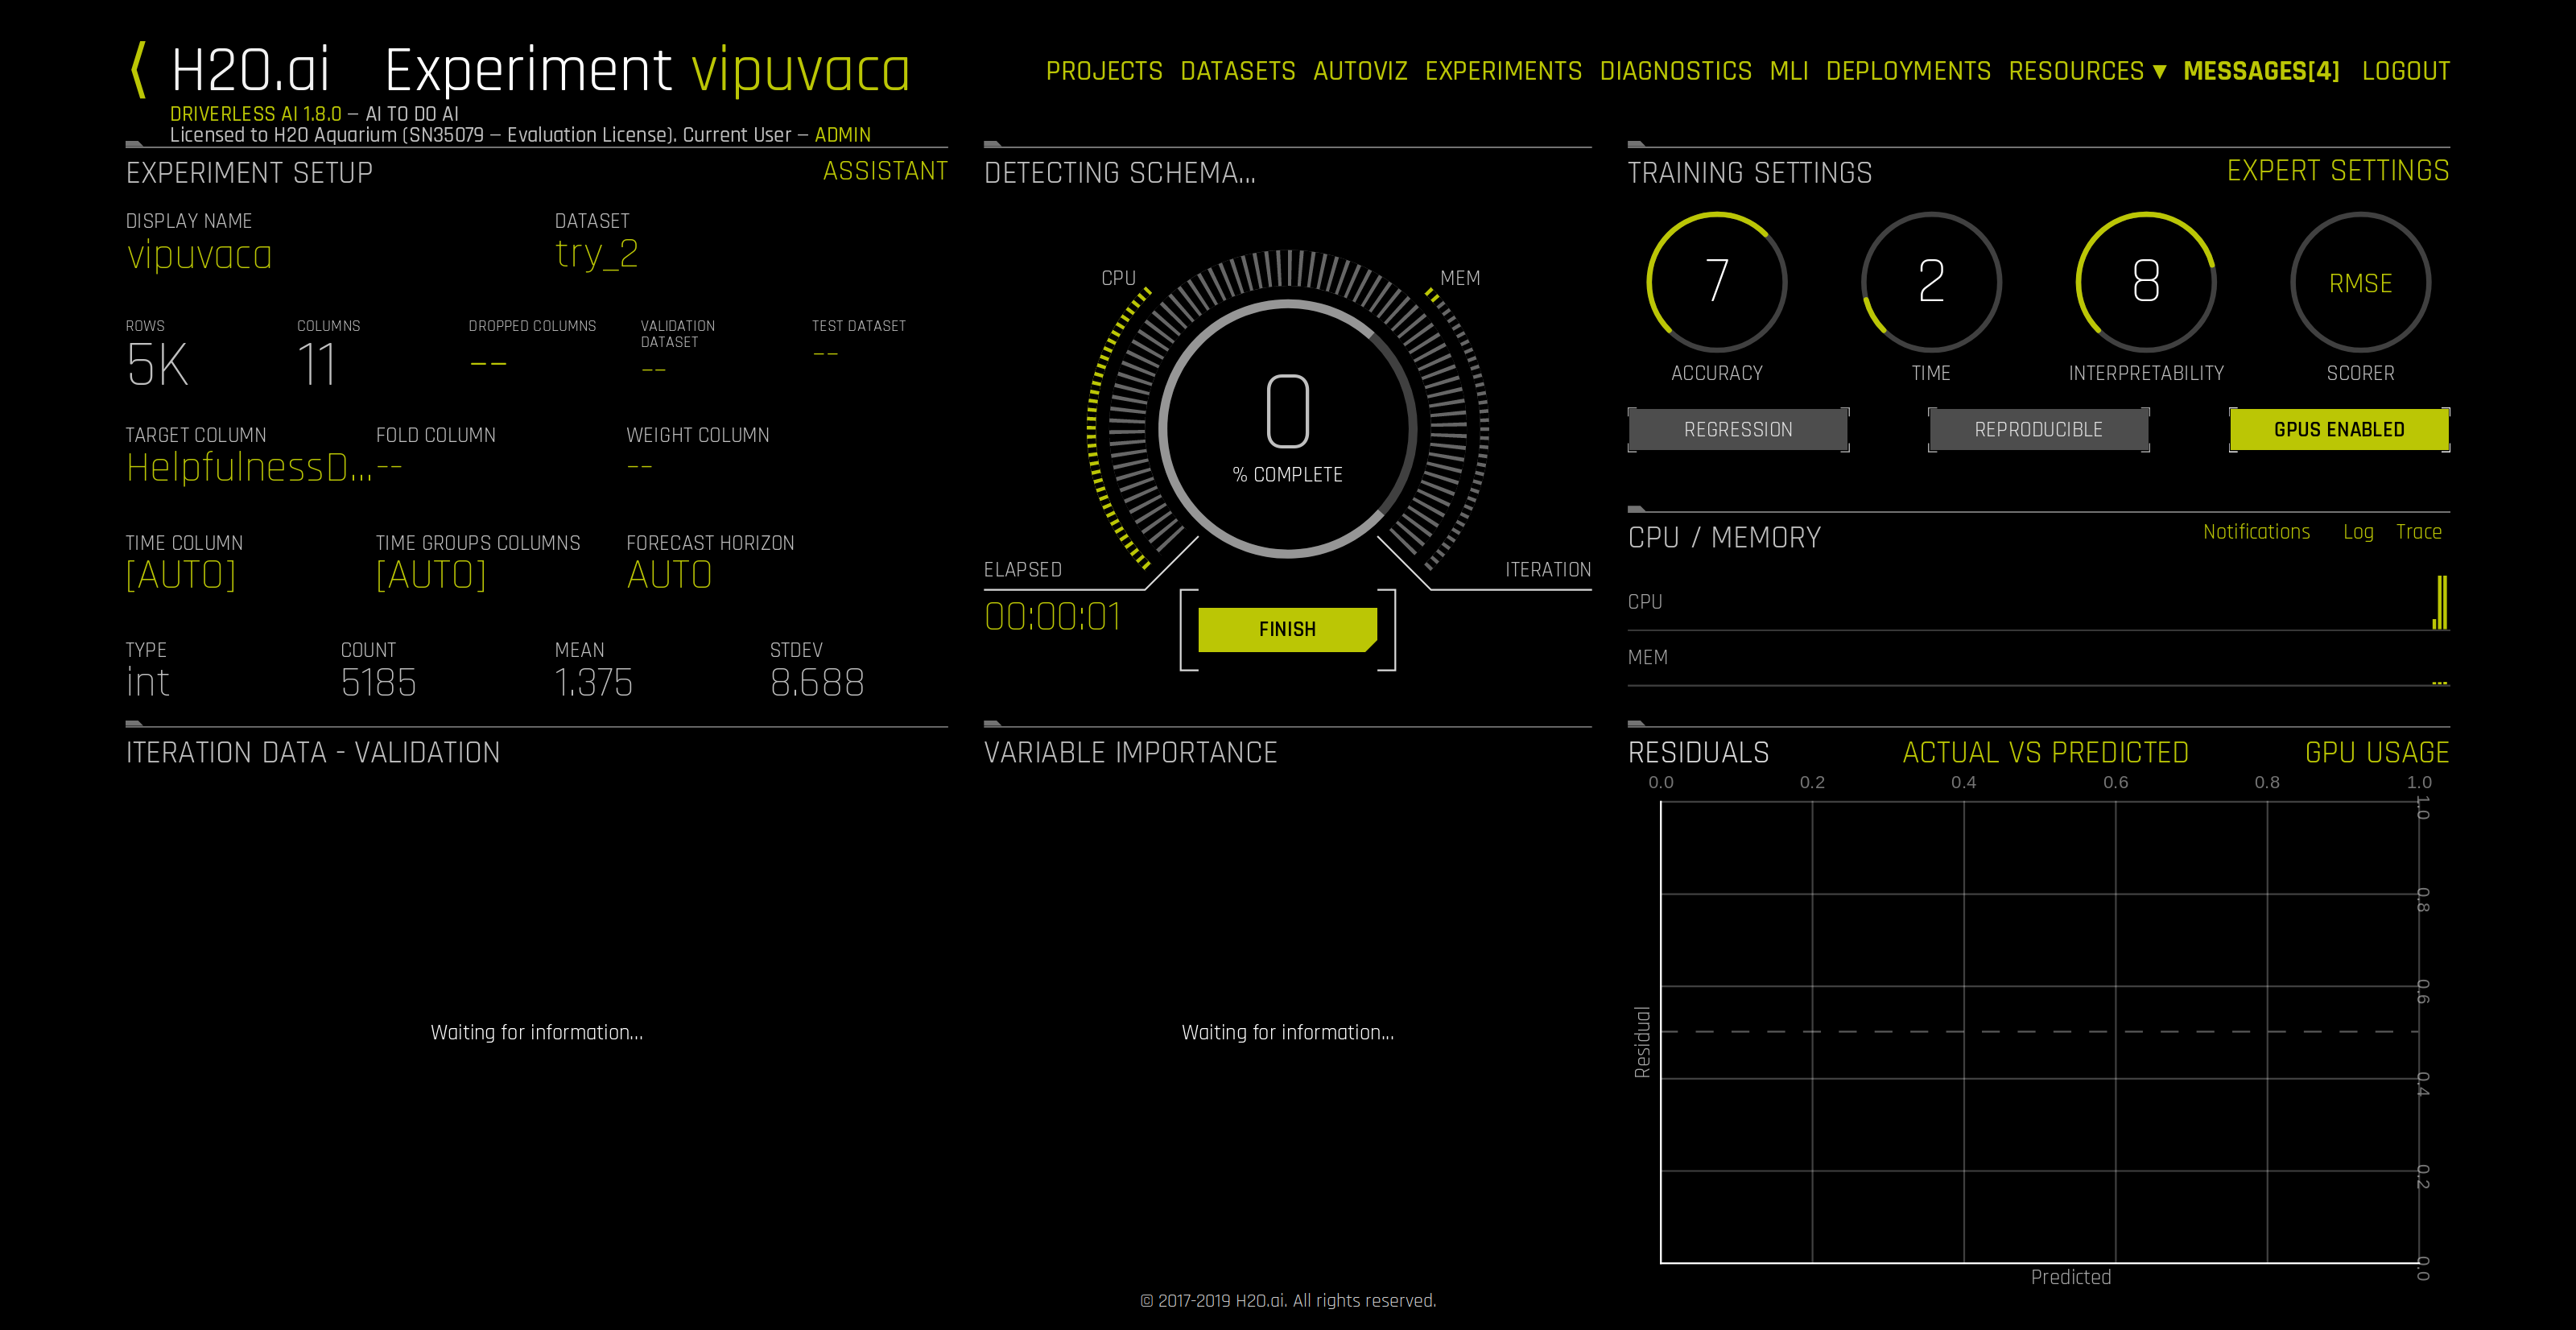 H2O.ai Experiment vipuvaca
PROJECTS DATASETS AUTOVIZ EXPERIMENTS DIAGNOSTICS MLI DEPLOYMENTS RESOURCES ▼ MESSAGES[4] LOGOUT
DRIVERLESS AI 1.8.0 — AI TO DO AI
Licensed to H2O Aquarium (SN35079 — Evaluation License). Current User — ADMIN
EXPERIMENT SETUP ASSISTANT
DISPLAY NAME DATASET
vipuvaca try_2
ROWS COLUMNS DROPPED COLUMNS VALIDATION DATASET TEST DATASET
5K 11 -- -- --
TARGET COLUMN FOLD COLUMN WEIGHT COLUMN
HelpfulnessD... -- --
TIME COLUMN TIME GROUPS COLUMNS FORECAST HORIZON
[AUTO] [AUTO] AUTO
TYPE COUNT MEAN STDEV
int 5185 1.375 8.688
DETECTING SCHEMA...
CPU MEM
0
% COMPLETE
ELAPSED ITERATION
00:00:01
FINISH
TRAINING SETTINGS EXPERT SETTINGS
7 2 8 RMSE
ACCURACY TIME INTERPRETABILITY SCORER
REGRESSION REPRODUCIBLE GPUS ENABLED
CPU / MEMORY Notifications Log Trace
CPU
MEM
ITERATION DATA - VALIDATION
Waiting for information...
VARIABLE IMPORTANCE
Waiting for information...
RESIDUALS ACTUAL VS PREDICTED GPU USAGE
0.0 0.2 0.4 0.6 0.8 1.0
1.0
0.8
0.6
0.4
0.2
0.0
Residual
Predicted
© 2017-2019 H2O.ai. All rights reserved.